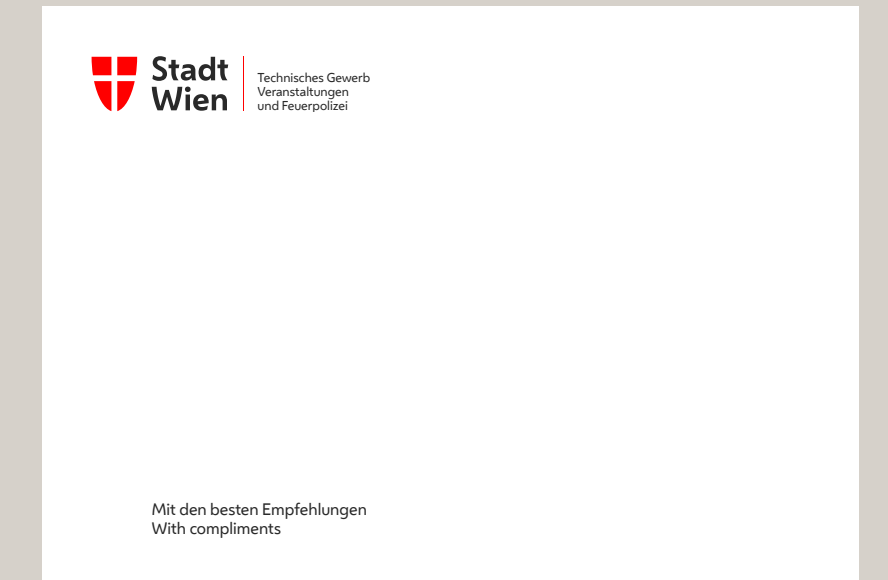 Stadt
Wien
Technisches Gewerb
Veranstaltungen
und Feuerpolizei
Mit den besten Empfehlungen
With compliments